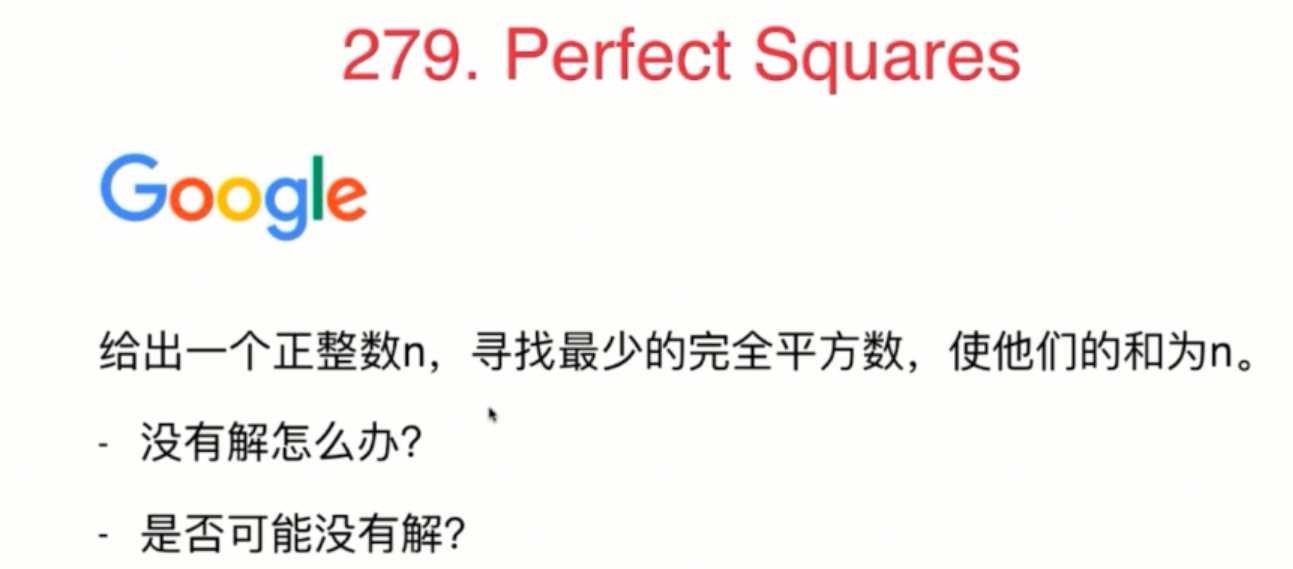 279. Perfect Squares
Google
给出一个正整数n，寻找最少的完全平方数，使他们的和为n。
- 没有解怎么办？
- 是否可能没有解？